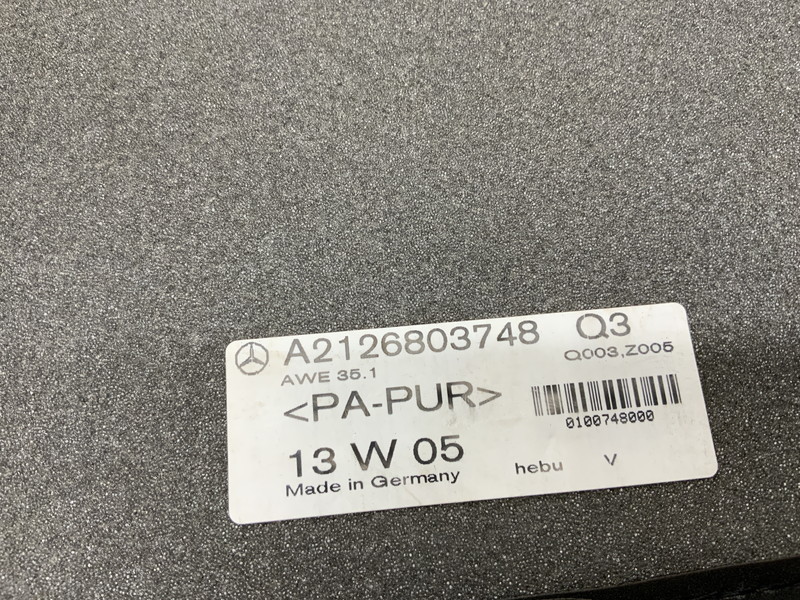 A2126803748 Q3
AWE 35.1 Q003,Z005
<PA-PUR>
0100748000
13 W 05
Made in Germany hebu V